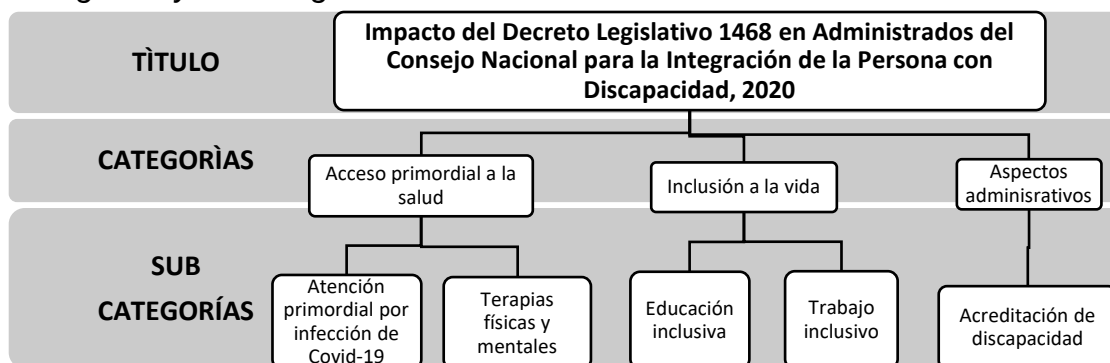 TÌTULO
Impacto del Decreto Legislativo 1468 en Administrados del
Consejo Nacional para la Integración de la Persona con
Discapacidad, 2020
CATEGORÌAS
Acceso primordial a la
salud
Inclusión a la vida
Aspectos
adminisrativos
SUB
CATEGORÍAS
Atención
primordial por
infección de
Covid-19
Terapias
físicas y
mentales
Educación
inclusiva
Trabajo
inclusivo
Acreditación de
discapacidad